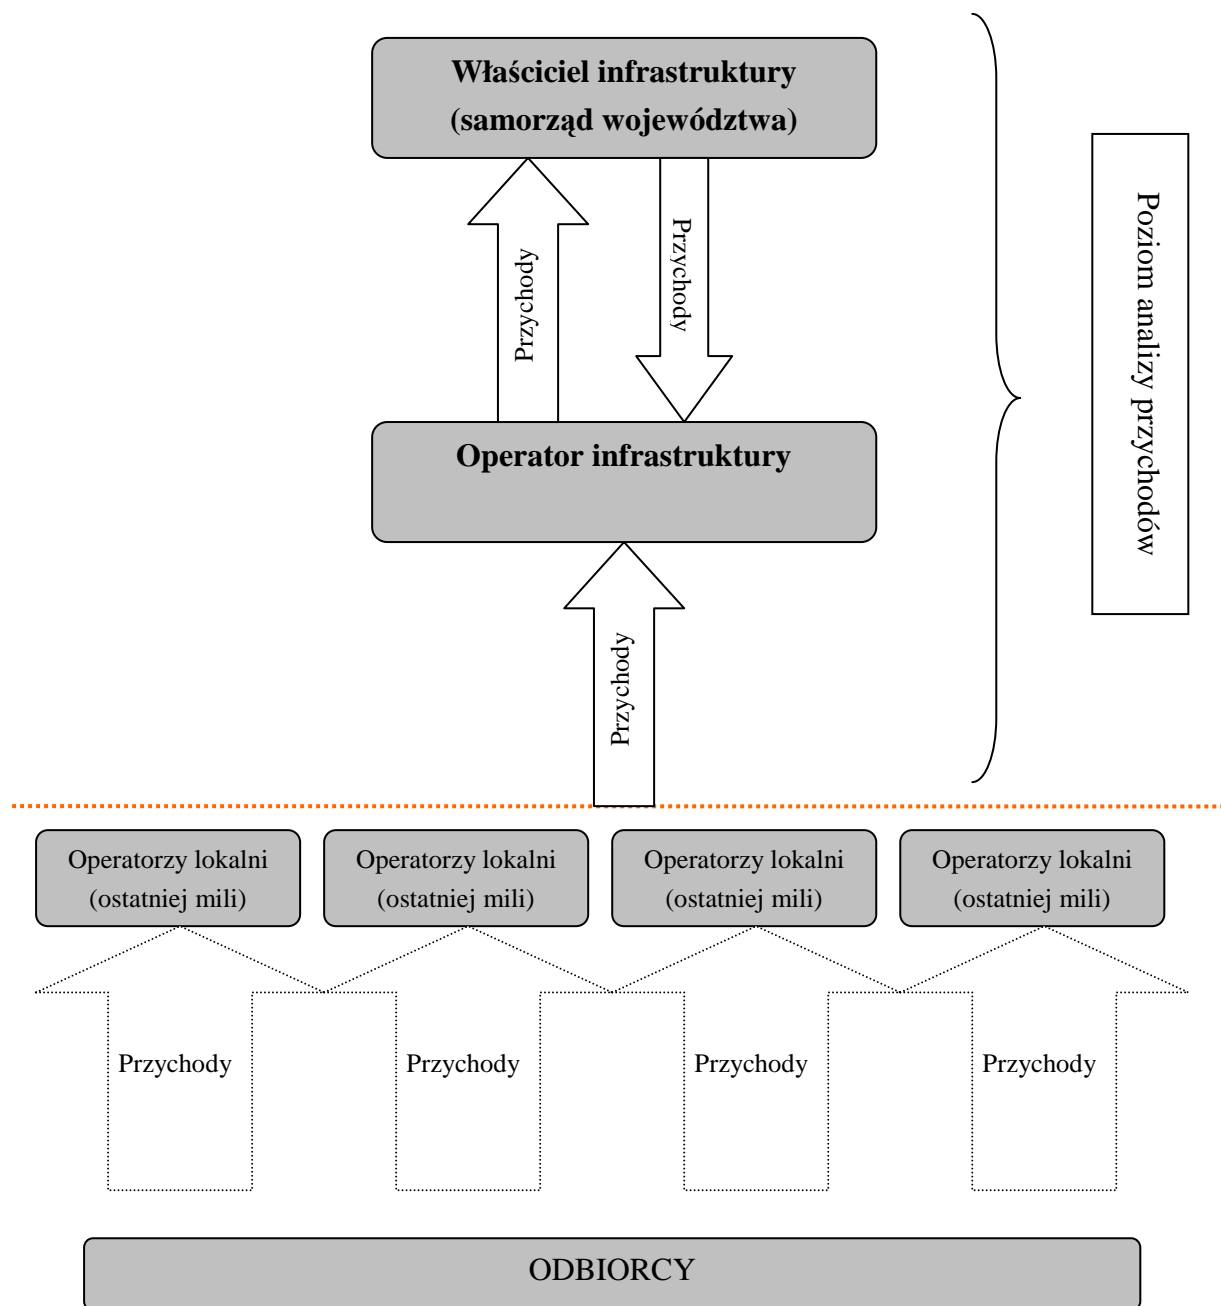 Właściciel infrastruktury
(samorząd województwa)
Przychody
Przychody
Poziom analizy przychodów
Operator infrastruktury
Przychody
Operatorzy lokalni
(ostatniej mili)
Operatorzy lokalni
(ostatniej mili)
Operatorzy lokalni
(ostatniej mili)
Operatorzy lokalni
(ostatniej mili)
Przychody
Przychody
Przychody
Przychody
ODBIORCY